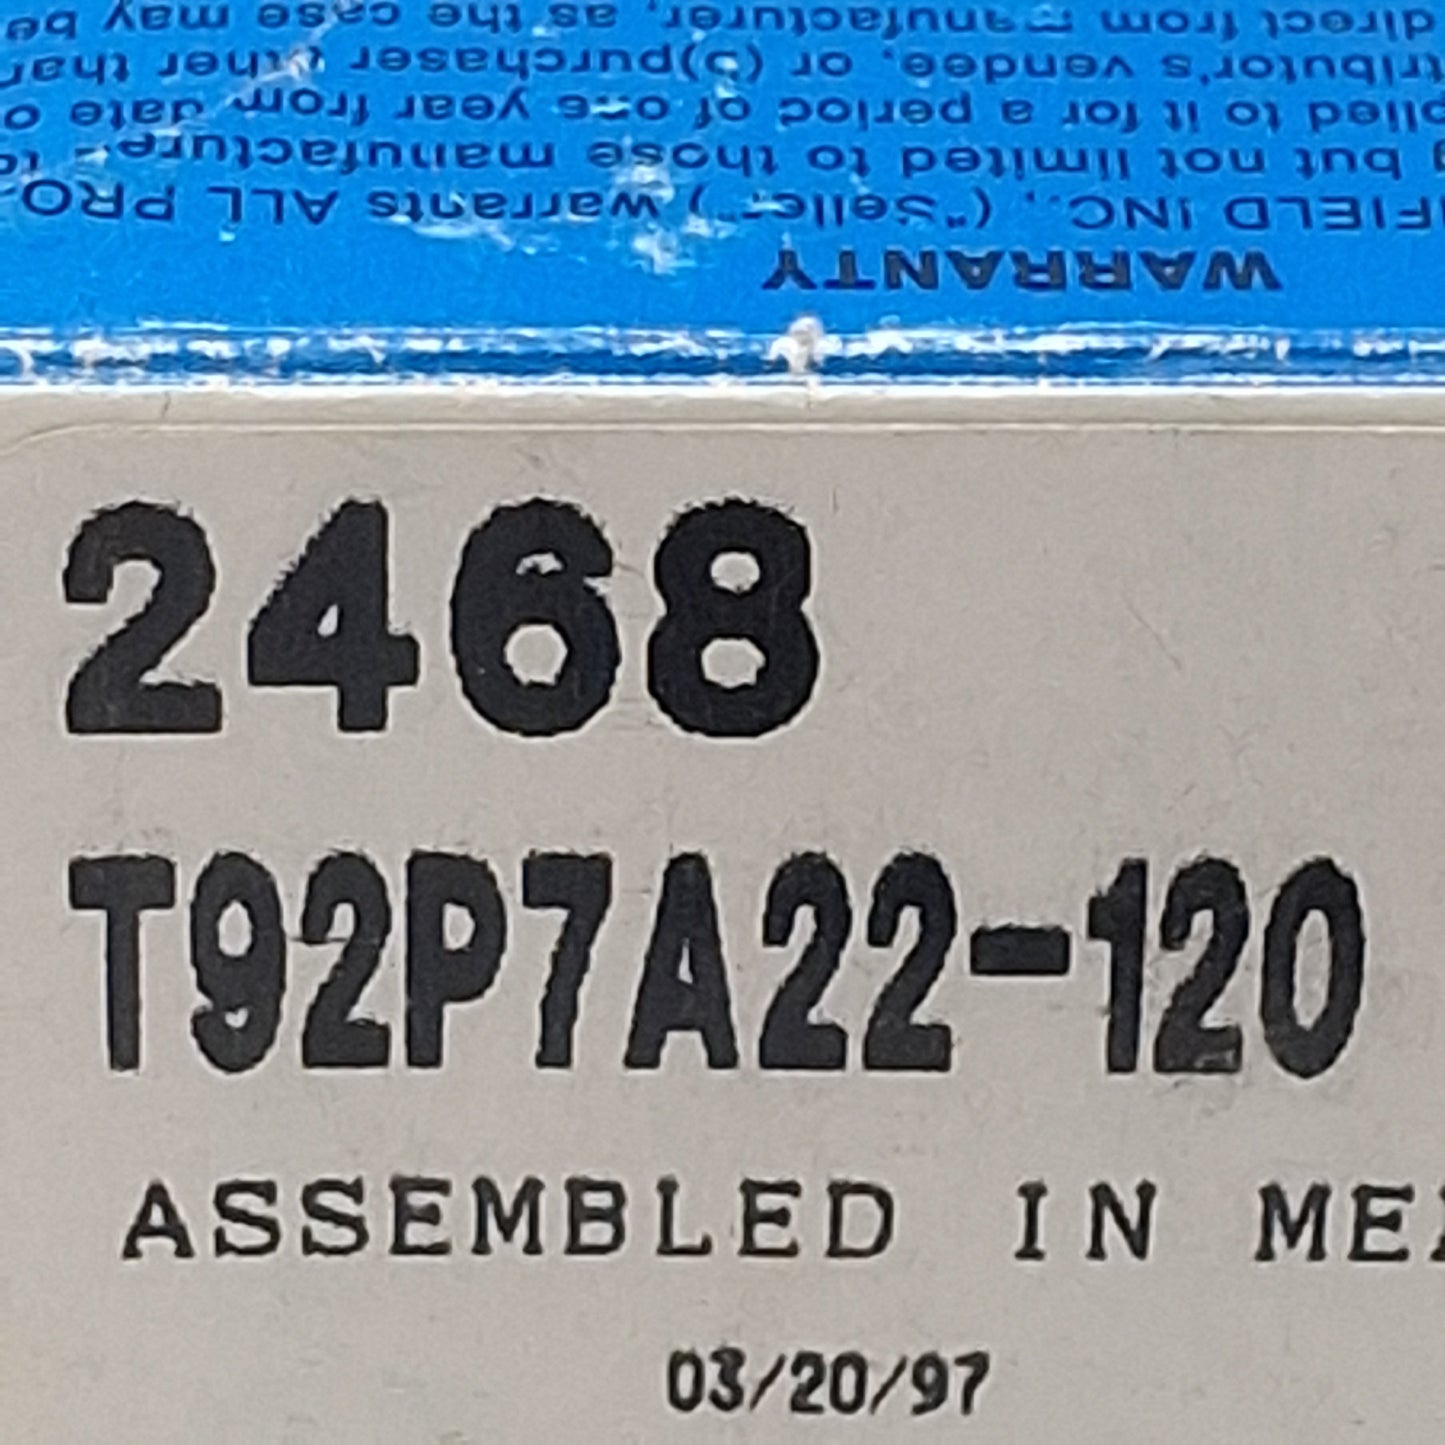 WARRANTY
FIELD INC., ("Seller") warrants ALL PRO
but not limited to those
plied to it for a period of one year from date
tributor's vendee, or (b)purchaser other than
direct from manufacturer, as the case may be
2468
T92P7A22-120
ASSEMBLED IN ME
03/20/97